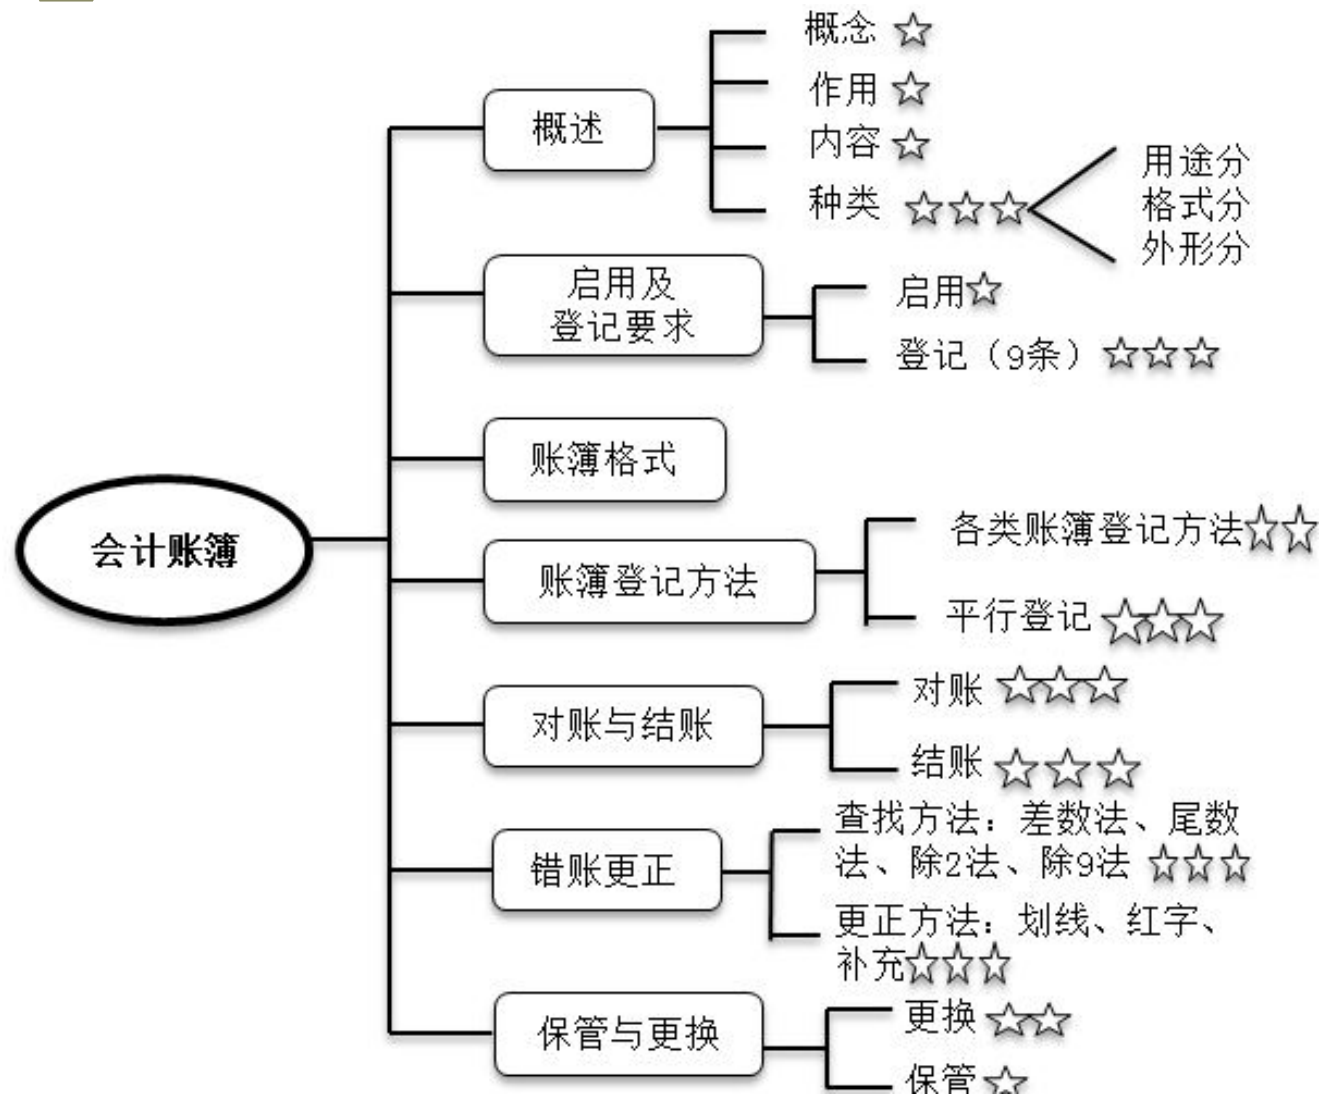 概念 ☆
作用 ☆
内容 ☆
种类 ☆☆☆
用途分
格式分
外形分
概述
启用及
登记要求
启用☆
登记（9条）☆☆☆
账簿格式
会计账簿
账簿登记方法
各类账簿登记方法☆☆
平行登记 ☆☆☆
对账与结账
对账 ☆☆☆
结账 ☆☆☆
错账更正
查找方法：差数法、尾数
法、除2法、除9法 ☆☆☆
更正方法：划线、红字、
补充☆☆☆
保管与更换
更换 ☆☆
保管 ☆